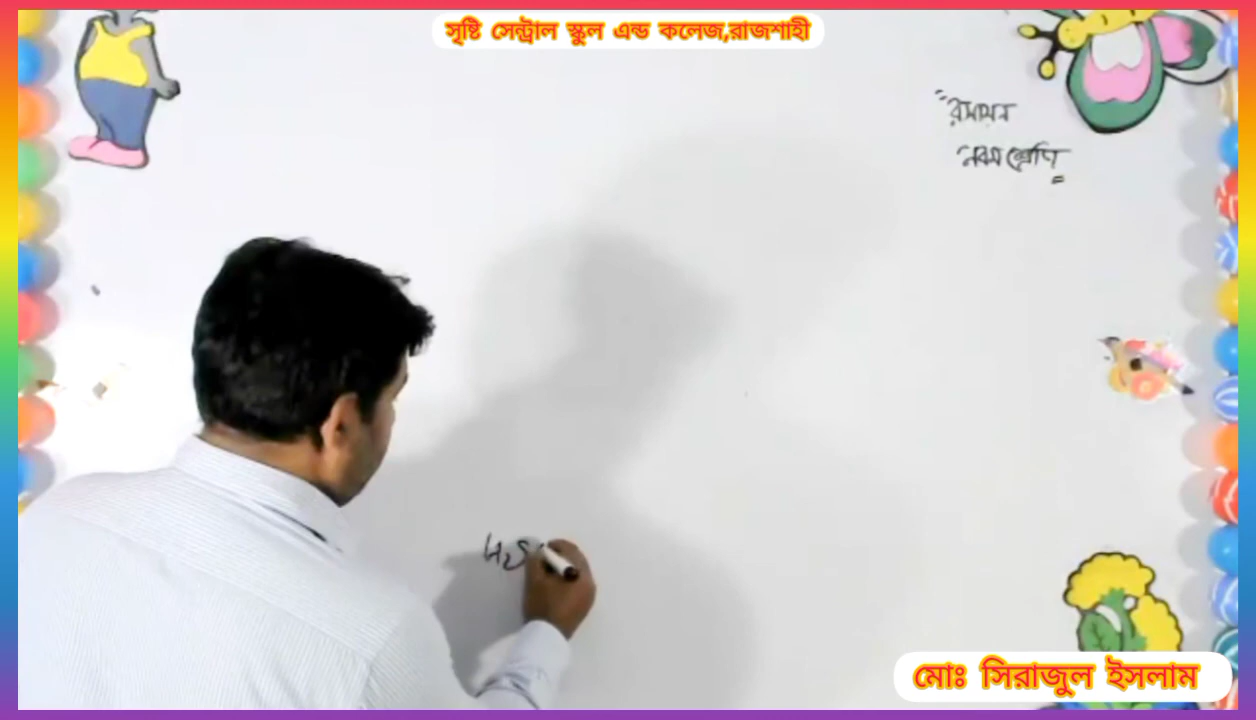 সৃষ্টি সেন্ট্রাল স্কুল এন্ড কলেজ,রাজশাহী
"রসায়ন
নবম শ্রেণি"
H₂S
মোঃ সিরাজুল ইসলাম